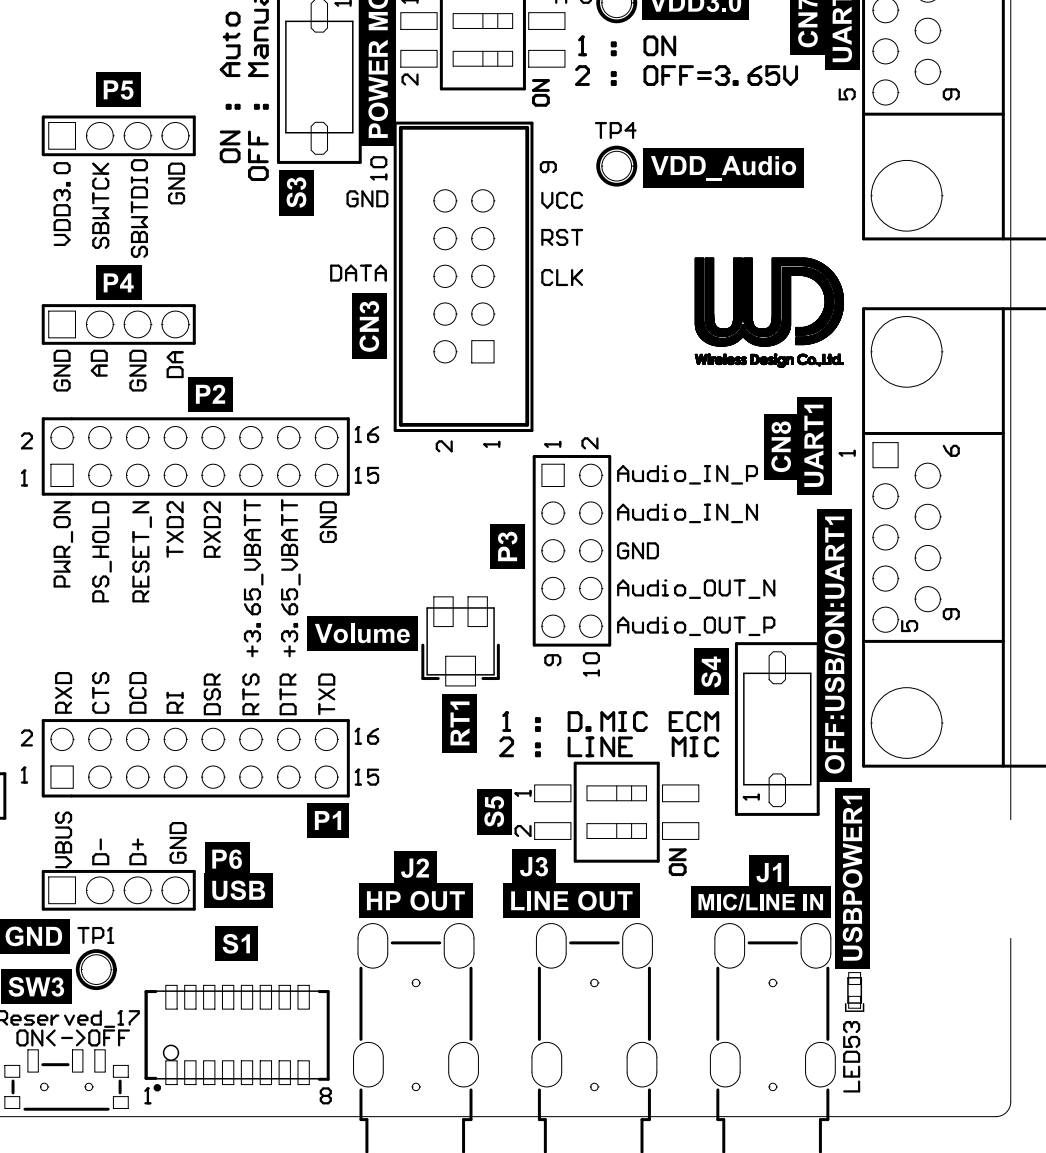 ON : Auto
OFF : Manua
S3
POWER MO
1
2
ON
VDD3.0
1 : ON
2 : OFF=3.65V
CN7
UART
5
9
P5
VDD3.0
SBWTCK
SBWTDIO
GND
10
9
GND
VCC
RST
DATA
CLK
CN3
2
1
TP4
VDD_Audio
WD
Wireless Design Co.,Ltd.
P4
GND
AD
GND
DA
P2
2
16
1
15
PWR_ON
PS_HOLD
RESET_N
TXD2
RXD2
+3.65_VBATT
+3.65_VBATT
GND
1
2
Audio_IN_P
Audio_IN_N
GND
Audio_OUT_N
Audio_OUT_P
P3
9
10
CN8
UART1
1
6
5
9
OFF:USB/ON:UART1
S4
1
Volume
RT1
RXD
CTS
DCD
RI
DSR
RTS
DTR
TXD
2
16
1
15
P1
1 : D.MIC ECM
2 : LINE MIC
S5
1
2
ON
VBUS
D-
D+
GND
P6
USB
J2
HP OUT
J3
LINE OUT
J1
MIC/LINE IN
USBPOWER1
LED53
GND
TP1
SW3
Reserved_17
ON<->OFF
S1
1
8